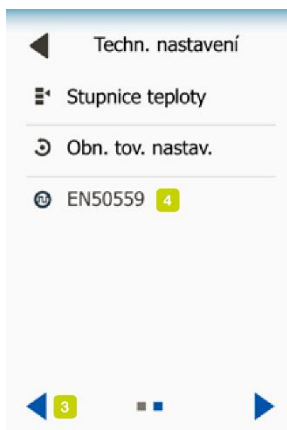 Techn. nastavení
Stupnice teploty
Obn. tov. nastav.
EN50559 4
3